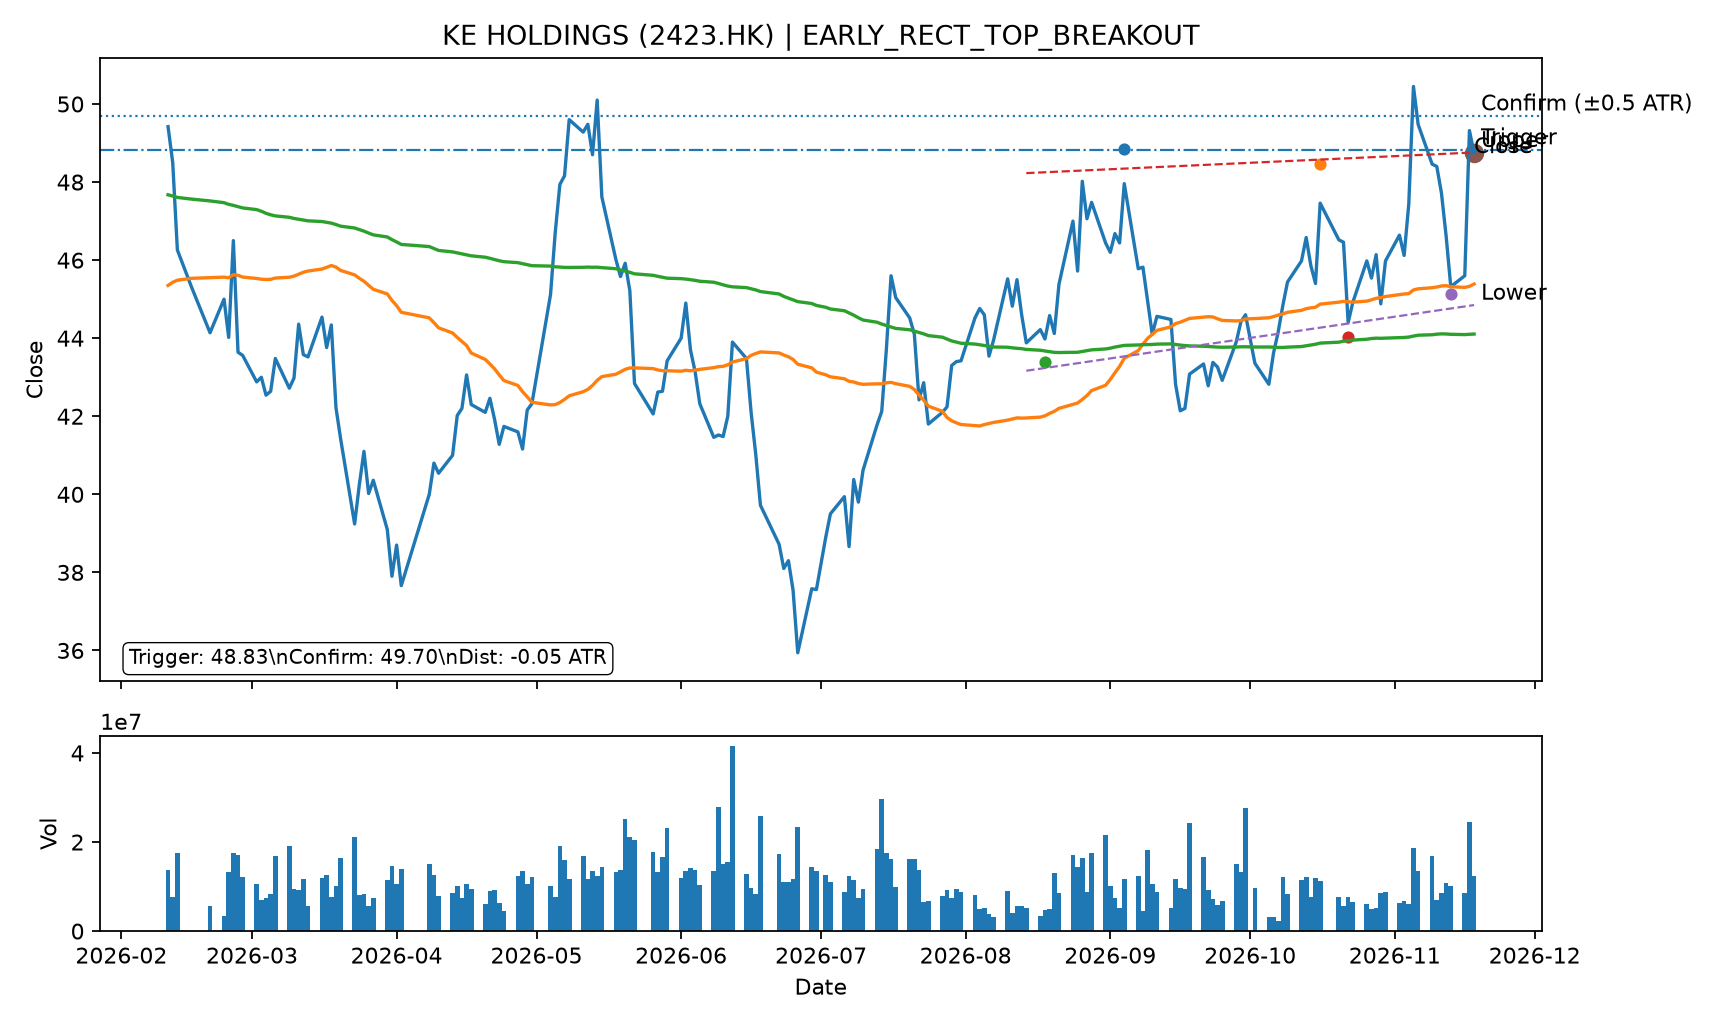 KE HOLDINGS (2423.HK) | EARLY_RECT_TOP_BREAKOUT
Close
50
48
46
44
42
40
38
36
Confirm (±0.5 ATR)
Trigger
Upper
Close
Lower
Trigger: 48.83\nConfirm: 49.70\nDist: -0.05 ATR
1e7
Vol
4
2
0
2026-02 2026-03 2026-04 2026-05 2026-06 2026-07 2026-08 2026-09 2026-10 2026-11 2026-12
Date